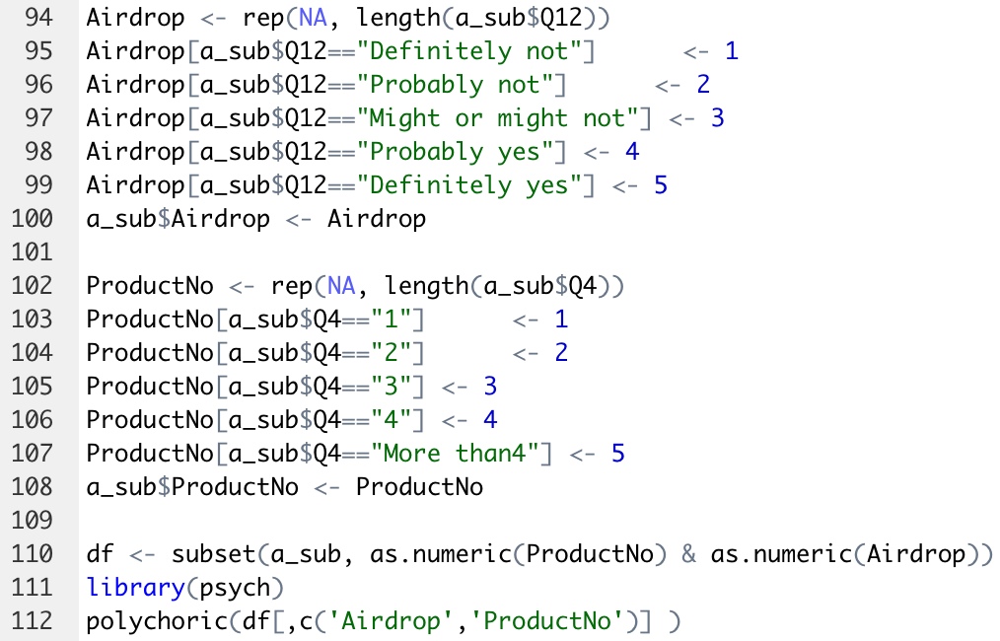 94 Airdrop <- rep(NA, length(a_sub$Q12))
95 Airdrop[a_sub$Q12=="Definitely not"]      <- 1
96 Airdrop[a_sub$Q12=="Probably not"]      <- 2
97 Airdrop[a_sub$Q12=="Might or might not"] <- 3
98 Airdrop[a_sub$Q12=="Probably yes"] <- 4
99 Airdrop[a_sub$Q12=="Definitely yes"] <- 5
100 a_sub$Airdrop <- Airdrop
101
102 ProductNo <- rep(NA, length(a_sub$Q4))
103 ProductNo[a_sub$Q4=="1"]      <- 1
104 ProductNo[a_sub$Q4=="2"]      <- 2
105 ProductNo[a_sub$Q4=="3"] <- 3
106 ProductNo[a_sub$Q4=="4"] <- 4
107 ProductNo[a_sub$Q4=="More than4"] <- 5
108 a_sub$ProductNo <- ProductNo
109
110 df <- subset(a_sub, as.numeric(ProductNo) & as.numeric(Airdrop))
111 library(psych)
112 polychoric(df[,c('Airdrop','ProductNo')] )